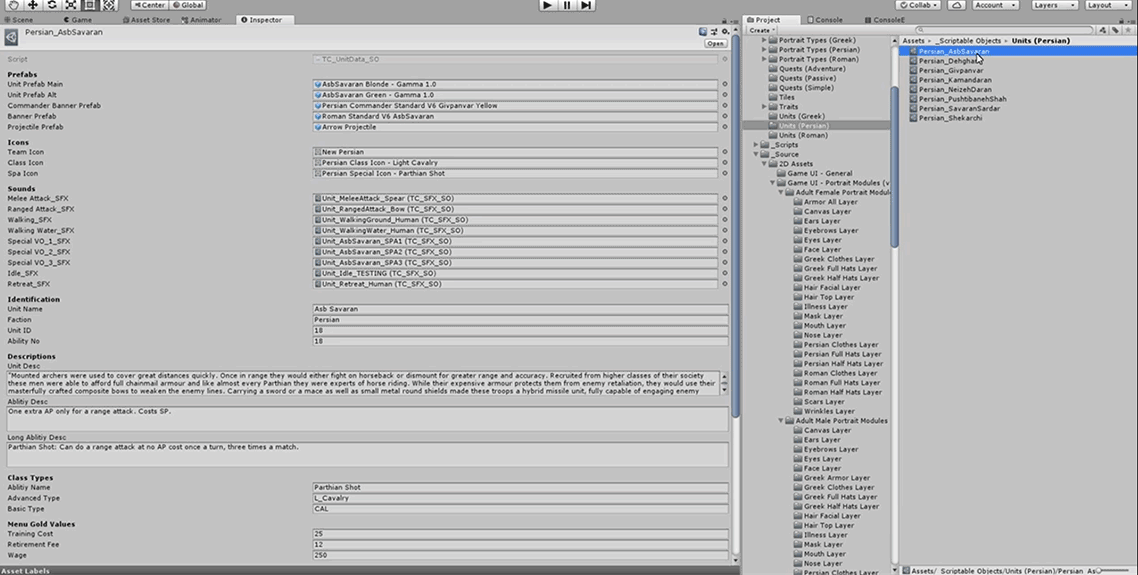 Center Global
Collab Account Layers Layout
Scene Game Asset Store Animator Inspector
Persian_AsbSavaran
Open
Script TC_UnitData_SO
Prefabs
Unit Prefab Main AsbSavaran Blonde - Gamma 1.0
Unit Prefab Alt AsbSavaran Green - Gamma 1.0
Commander Banner Prefab Persian Commander Standard V6 Givpanvar Yellow
Banner Prefab Roman Standard V6 AsbSavaran
Projectile Prefab Arrow Projectile
Icons
Team Icon New Persian
Class Icon Persian Class Icon - Light Cavalry
Spa Icon Persian Special Icon - Parthian Shot
Sounds
Melee Attack_SFX Unit_MeleeAttack_Spear (TC_SFX_SO)
Ranged Attack_SFX Unit_RangedAttack_Bow (TC_SFX_SO)
Walking_SFX Unit_WalkingGround_Human (TC_SFX_SO)
Walking Water_SFX Unit_WalkingWater_Human (TC_SFX_SO)
Special VO_1_SFX Unit_AsbSavaran_SPA1 (TC_SFX_SO)
Special VO_2_SFX Unit_AsbSavaran_SPA2 (TC_SFX_SO)
Special VO_3_SFX Unit_AsbSavaran_SPA3 (TC_SFX_SO)
Idle_SFX Unit_Idle_TESTING (TC_SFX_SO)
Retreat_SFX Unit_Retreat_Human (TC_SFX_SO)
Identification
Unit Name Asb Savaran
Faction Persian
Unit ID 18
Ability No 18
Descriptions
Unit Desc
"Mounted archers were used to cover great distances quickly. Once in range they would either fight on horseback or dismount for greater range and accuracy. Recruited from higher classes of their society
these men were able to afford full chainmail armour and like almost every Parthian they were experts of horse riding. While their expensive armour protects them from enemy retaliation, they would use their
masterfully crafted composite bows to weaken the enemy lines. Carrying a sword or a mace as well as small metal round shields made these troops a hybrid missile unit, fully capable of engaging enemy
Ablitiy Desc
One extra AP only for a range attack. Costs SP.
Long Ablitiy Desc
Parthian Shot: Can do a range attack at no AP cost once a turn, three times a match.
Class Types
Ablitiy Name Parthian Shot
Advanced Type L_Cavalry
Basic Type CAL
Menu Gold Values
Training Cost 25
Retirement Fee 12
Wage 250
Asset Labels
Project Console ConsoleE
Create
Portrait Types (Greek)
Portrait Types (Persian)
Portrait Types (Roman)
Quests (Adventure)
Quests (Passive)
Quests (Simple)
Tiles
Traits
Units (Greek)
Units (Persian)
Units (Roman)
_Scripts
_Source
2D Assets
Game UI - General
Game UI - Portrait Modules (v
Adult Female Portrait Modul
Armor All Layer
Canvas Layer
Ears Layer
Eyebrows Layer
Eyes Layer
Face Layer
Greek Clothes Layer
Greek Full Hats Layer
Greek Half Hats Layer
Hair Facial Layer
Hair Top Layer
Illness Layer
Mask Layer
Mouth Layer
Nose Layer
Persian Clothes Layer
Persian Full Hats Layer
Persian Half Hats Layer
Roman Clothes Layer
Roman Full Hats Layer
Roman Half Hats Layer
Scars Layer
Wrinkles Layer
Adult Male Portrait Modules
Canvas Layer
Ears Layer
Eyebrows Layer
Eyes Layer
Face Layer
Greek Armor Layer
Greek Clothes Layer
Greek Full Hats Layer
Greek Half Hats Layer
Hair Facial Layer
Hair Top Layer
Illness Layer
Mask Layer
Mouth Layer
Nose Layer
Persian Clothes Layer
Assets _Scriptable Objects Units (Persian)
Persian_AsbSavaran
Persian_Dehghan
Persian_Givpanvar
Persian_Kamandaran
Persian_NeizehDaran
Persian_PushtibanehShah
Persian_SavaranSardar
Persian_Shekarchi
Assets/_Scriptable Objects/Units (Persian)/Persian_As